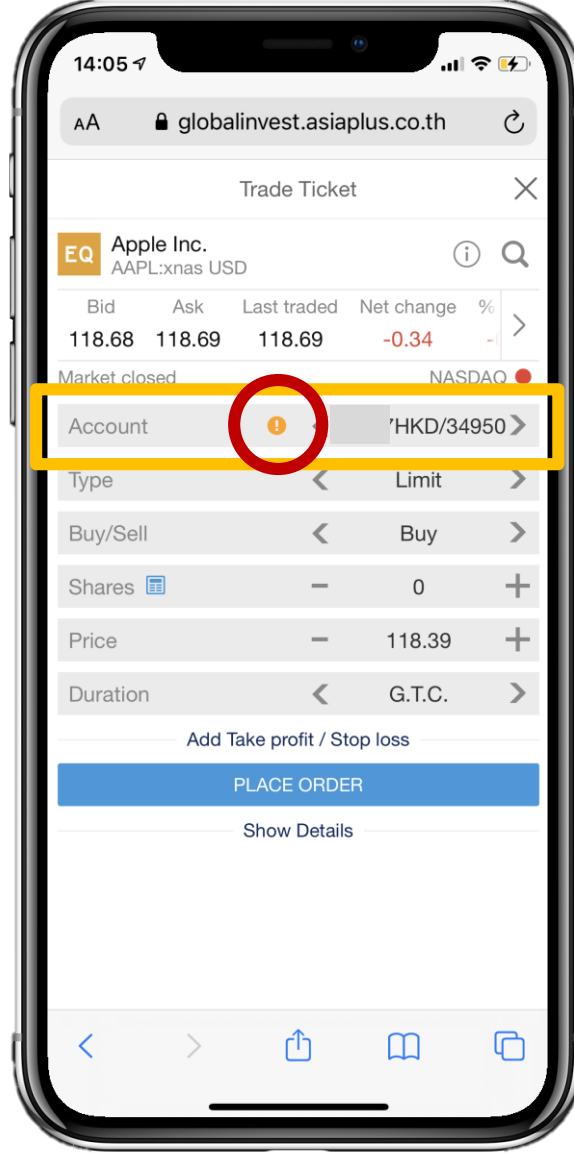 14:05
AA globalinvest.asiaplus.co.th
Trade Ticket
EQ Apple Inc.
AAPL:xnas USD
Bid Ask Last traded Net change %
118.68 118.69 118.69 -0.34
Market closed NASDAQ
Account ! 7HKD/34950
Type Limit
Buy/Sell Buy
Shares 0
Price 118.39
Duration G.T.C.
Add Take profit / Stop loss
PLACE ORDER
Show Details